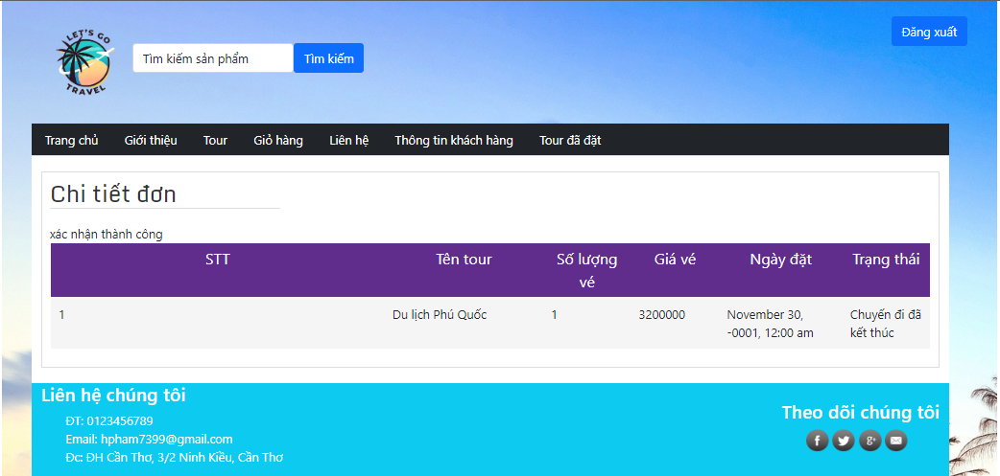 Đăng xuất
LET'S GO
TRAVEL
Tìm kiếm sản phẩm Tìm kiếm
Trang chủ Giới thiệu Tour Giỏ hàng Liên hệ Thông tin khách hàng Tour đã đặt
Chi tiết đơn
xác nhận thành công
STT Tên tour Số lượng vé Giá vé Ngày đặt Trạng thái
1 Du lịch Phú Quốc 1 3200000 November 30, -0001, 12:00 am Chuyến đi đã kết thúc
Liên hệ chúng tôi
ĐT: 0123456789
Email: hpham7399@gmail.com
Đc: ĐH Cần Thơ, 3/2 Ninh Kiều, Cần Thơ
Theo dõi chúng tôi